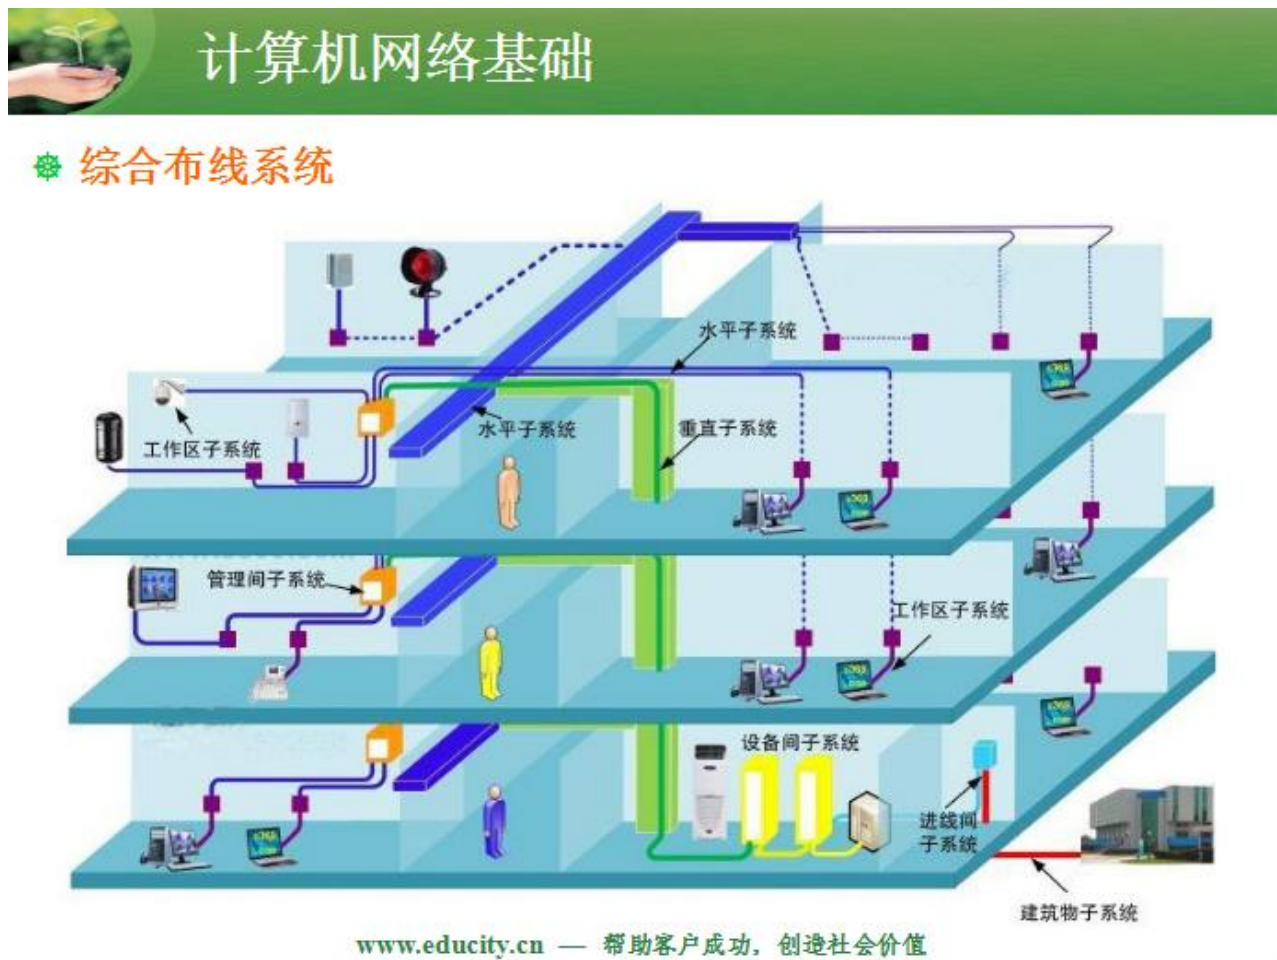 计算机网络基础
综合布线系统
水平子系统
工作区子系统
水平子系统
垂直子系统
管理间子系统
工作区子系统
设备间子系统
进线间
子系统
建筑物子系统
www.educity.cn — 帮助客户成功，创造社会价值